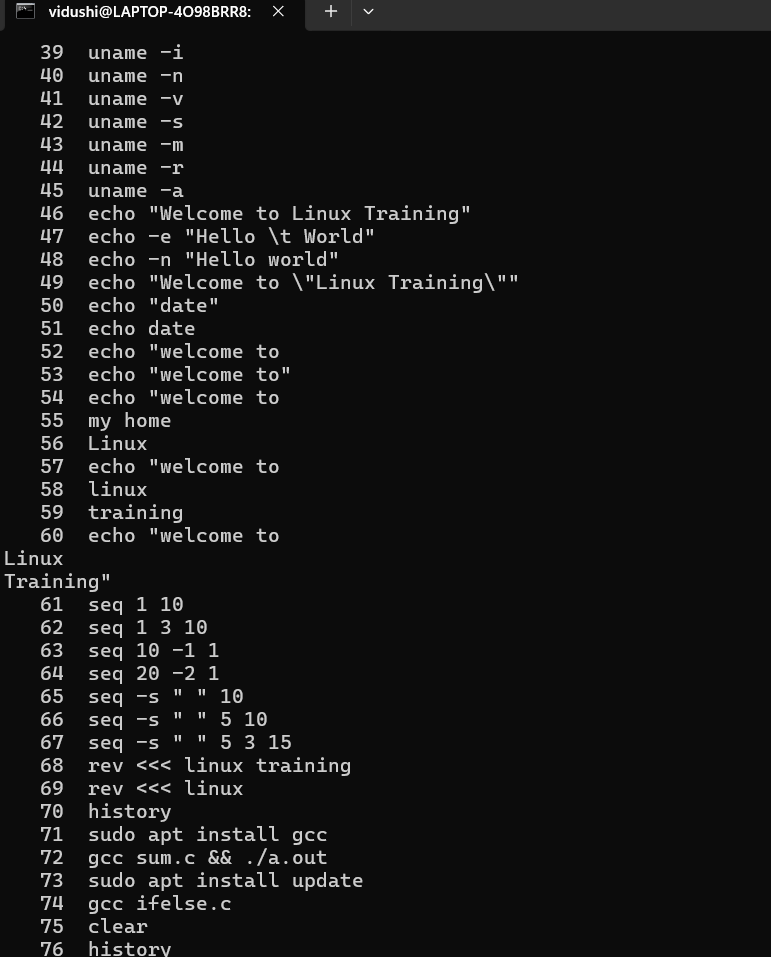 vidushi@LAPTOP-4O98BRR8:
39 uname -i
40 uname -n
41 uname -v
42 uname -s
43 uname -m
44 uname -r
45 uname -a
46 echo "Welcome to Linux Training"
47 echo -e "Hello \t World"
48 echo -n "Hello world"
49 echo "Welcome to \"Linux Training\""
50 echo "date"
51 echo date
52 echo "welcome to
53 echo "welcome to"
54 echo "welcome to
55 my home
56 Linux
57 echo "welcome to
58 linux
59 training
60 echo "welcome to
Linux
Training"
61 seq 1 10
62 seq 1 3 10
63 seq 10 -1 1
64 seq 20 -2 1
65 seq -s " " 10
66 seq -s " " 5 10
67 seq -s " " 5 3 15
68 rev <<< linux training
69 rev <<< linux
70 history
71 sudo apt install gcc
72 gcc sum.c && ./a.out
73 sudo apt install update
74 gcc ifelse.c
75 clear
76 history